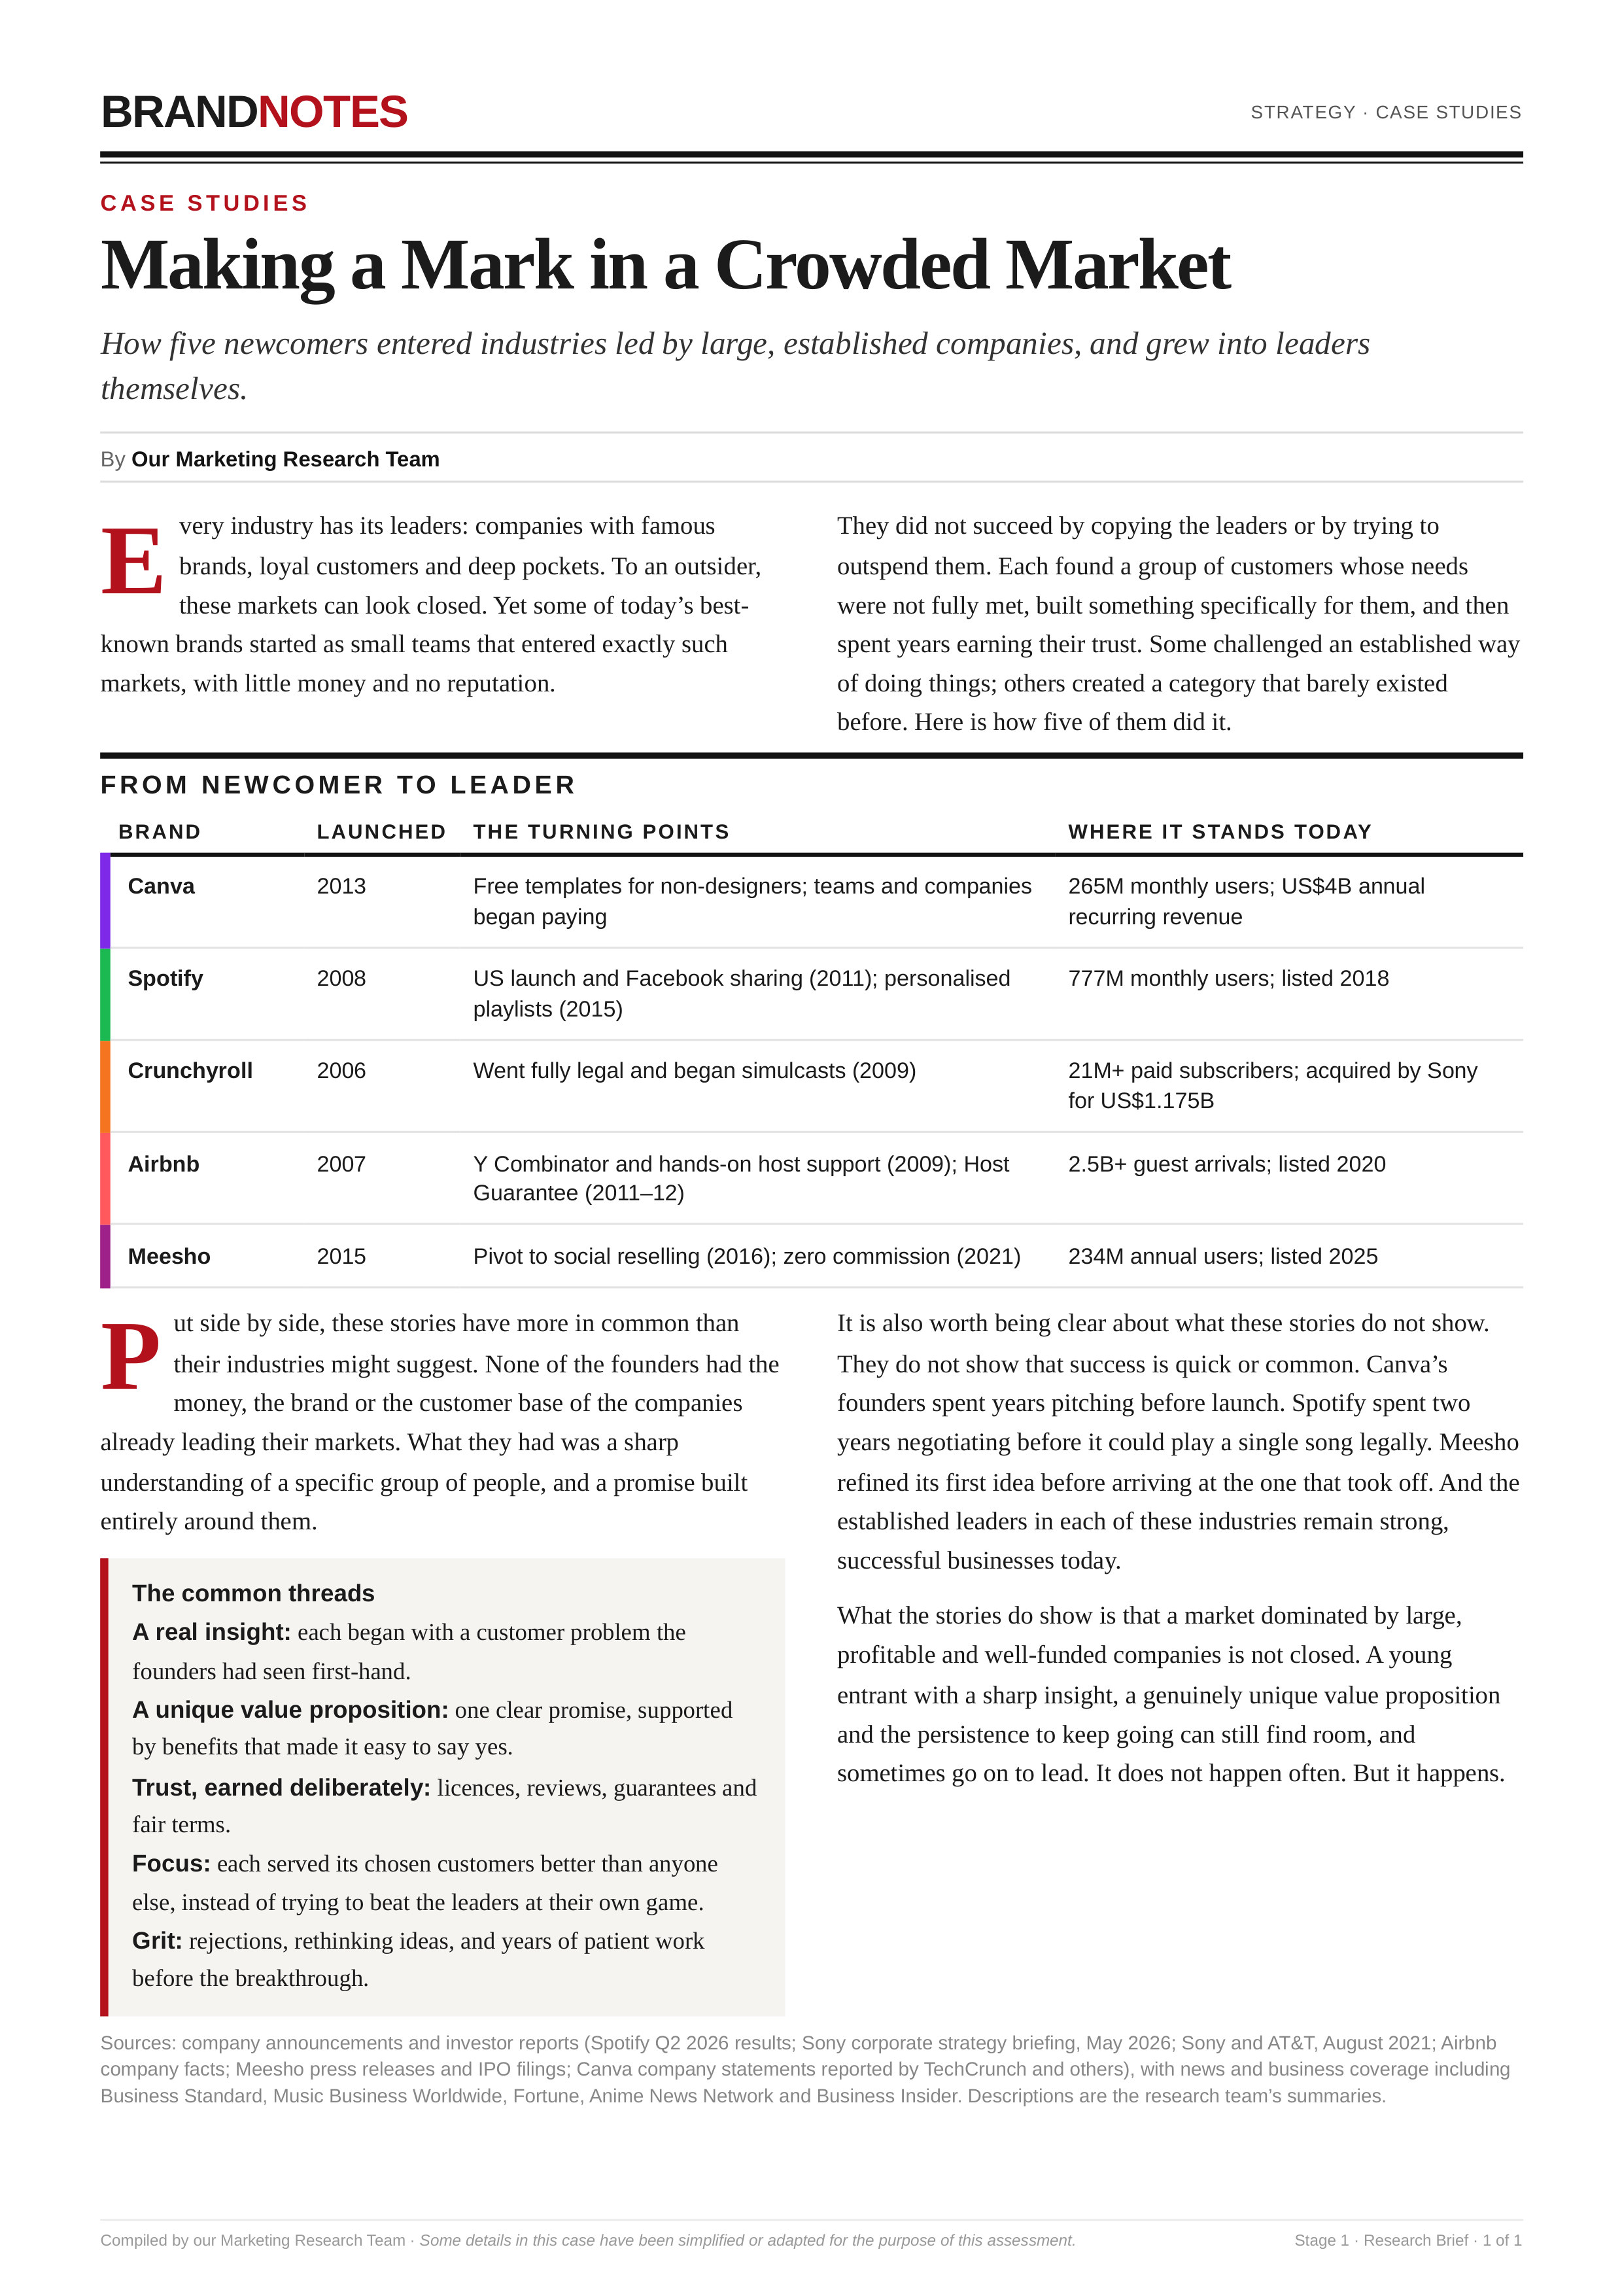 BRANDNOTES
STRATEGY · CASE STUDIES
CASE STUDIES
Making a Mark in a Crowded Market
How five newcomers entered industries led by large, established companies, and grew into leaders
themselves.
By Our Marketing Research Team
Every industry has its leaders: companies with famous
brands, loyal customers and deep pockets. To an outsider,
these markets can look closed. Yet some of today’s best-
known brands started as small teams that entered exactly such
markets, with little money and no reputation.
They did not succeed by copying the leaders or by trying to
outspend them. Each found a group of customers whose needs
were not fully met, built something specifically for them, and then
spent years earning their trust. Some challenged an established way
of doing things; others created a category that barely existed
before. Here is how five of them did it.
FROM NEWCOMER TO LEADER
BRAND LAUNCHED THE TURNING POINTS WHERE IT STANDS TODAY
Canva 2013 Free templates for non-designers; teams and companies 265M monthly users; US$4B annual
began paying recurring revenue
Spotify 2008 US launch and Facebook sharing (2011); personalised 777M monthly users; listed 2018
playlists (2015)
Crunchyroll 2006 Went fully legal and began simulcasts (2009) 21M+ paid subscribers; acquired by Sony
for US$1.175B
Airbnb 2007 Y Combinator and hands-on host support (2009); Host 2.5B+ guest arrivals; listed 2020
Guarantee (2011–12)
Meesho 2015 Pivot to social reselling (2016); zero commission (2021) 234M annual users; listed 2025
Put side by side, these stories have more in common than
their industries might suggest. None of the founders had the
money, the brand or the customer base of the companies
already leading their markets. What they had was a sharp
understanding of a specific group of people, and a promise built
entirely around them.
The common threads
A real insight: each began with a customer problem the
founders had seen first-hand.
A unique value proposition: one clear promise, supported
by benefits that made it easy to say yes.
Trust, earned deliberately: licences, reviews, guarantees and
fair terms.
Focus: each served its chosen customers better than anyone
else, instead of trying to beat the leaders at their own game.
Grit: rejections, rethinking ideas, and years of patient work
before the breakthrough.
It is also worth being clear about what these stories do not show.
They do not show that success is quick or common. Canva’s
founders spent years pitching before launch. Spotify spent two
years negotiating before it could play a single song legally. Meesho
refined its first idea before arriving at the one that took off. And the
established leaders in each of these industries remain strong,
successful businesses today.
What the stories do show is that a market dominated by large,
profitable and well-funded companies is not closed. A young
entrant with a sharp insight, a genuinely unique value proposition
and the persistence to keep going can still find room, and
sometimes go on to lead. It does not happen often. But it happens.
Sources: company announcements and investor reports (Spotify Q2 2026 results; Sony corporate strategy briefing, May 2026; Sony and AT&T, August 2021; Airbnb
company facts; Meesho press releases and IPO filings; Canva company statements reported by TechCrunch and others), with news and business coverage including
Business Standard, Music Business Worldwide, Fortune, Anime News Network and Business Insider. Descriptions are the research team’s summaries.
Compiled by our Marketing Research Team · Some details in this case have been simplified or adapted for the purpose of this assessment.
Stage 1 · Research Brief · 1 of 1